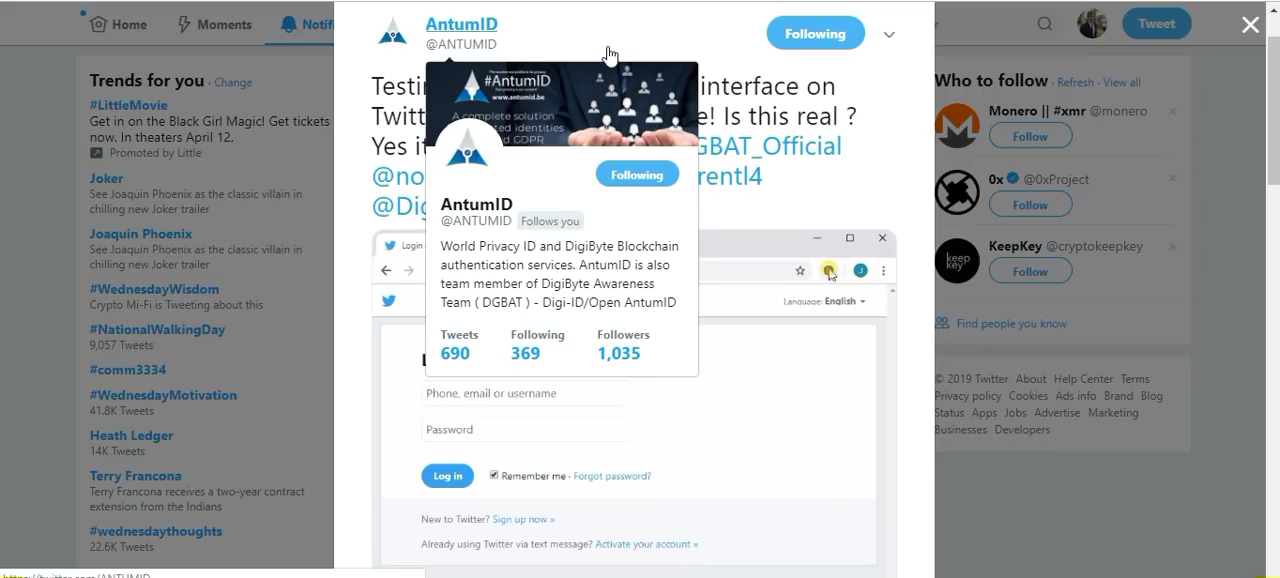 Home
Moments
Notifi
Tweet
Trends for you · Change
#LittleMovie
Get in on the Black Girl Magic! Get tickets
now. In theaters April 12.
Promoted by Little
Joker
See Joaquin Phoenix as the classic villain in
chilling new Joker trailer
Joaquin Phoenix
See Joaquin Phoenix as the classic villain in
chilling new Joker trailer
#WednesdayWisdom
Crypto Mi-Fi is Tweeting about this
#NationalWalkingDay
9,057 Tweets
#comm3334
#WednesdayMotivation
41.8K Tweets
Heath Ledger
14K Tweets
Terry Francona
Terry Francona receives a two-year contract
extension from the Indians
#wednesdaythoughts
22.6K Tweets
https://twitter.com/ANTUMID
AntumID
@ANTUMID
Following
Testi interface on
Twitt e! Is this real ?
Yes it GBAT_Official
@no rentl4
@Dig
#AntumID
www.antumid.be
A complete solution
ted identities
d GDPR
Following
AntumID
@ANTUMID Follows you
World Privacy ID and DigiByte Blockchain
authentication services. AntumID is also
team member of DigiByte Awareness
Team ( DGBAT ) - Digi-ID/Open AntumID
Tweets Following Followers
690 369 1,035
Login
J
Language: English
L
Phone, email or username
Password
Log in
Remember me · Forgot password?
New to Twitter? Sign up now »
Already using Twitter via text message? Activate your account »
Who to follow · Refresh · View all
Monero || #xmr @monero
Follow
0x @0xProject
Follow
keep
key
KeepKey @cryptokeepkey
Follow
Find people you know
© 2019 Twitter About Help Center Terms
Privacy policy Cookies Ads info Brand Blog
Status Apps Jobs Advertise Marketing
Businesses Developers